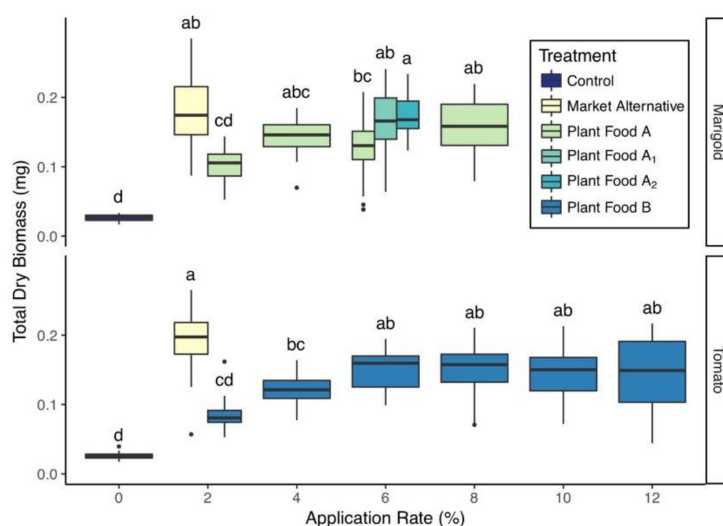 ab
a
ab
ab
bc
abc
cd
d
0.2
0.1
0.0
Treatment
Control
Market Alternative
Plant Food A
Plant Food A₁
Plant Food A₂
Plant Food B
Marigold
Total Dry Biomass (mg)
a
ab
ab
ab
ab
bc
cd
d
0.2
0.1
0.0
Tomato
0
2
4
6
8
10
12
Application Rate (%)